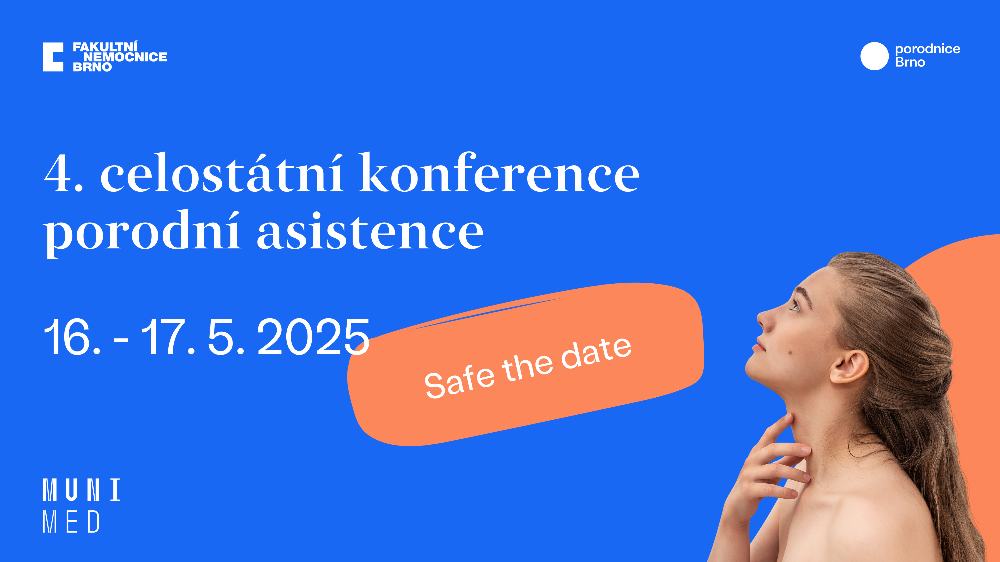 FAKULTNÍ
NEMOCNICE
BRNO
porodnice
Brno
4. celostátní konference
porodní asistence
16. - 17. 5. 2025
Safe the date
MUNI
MED